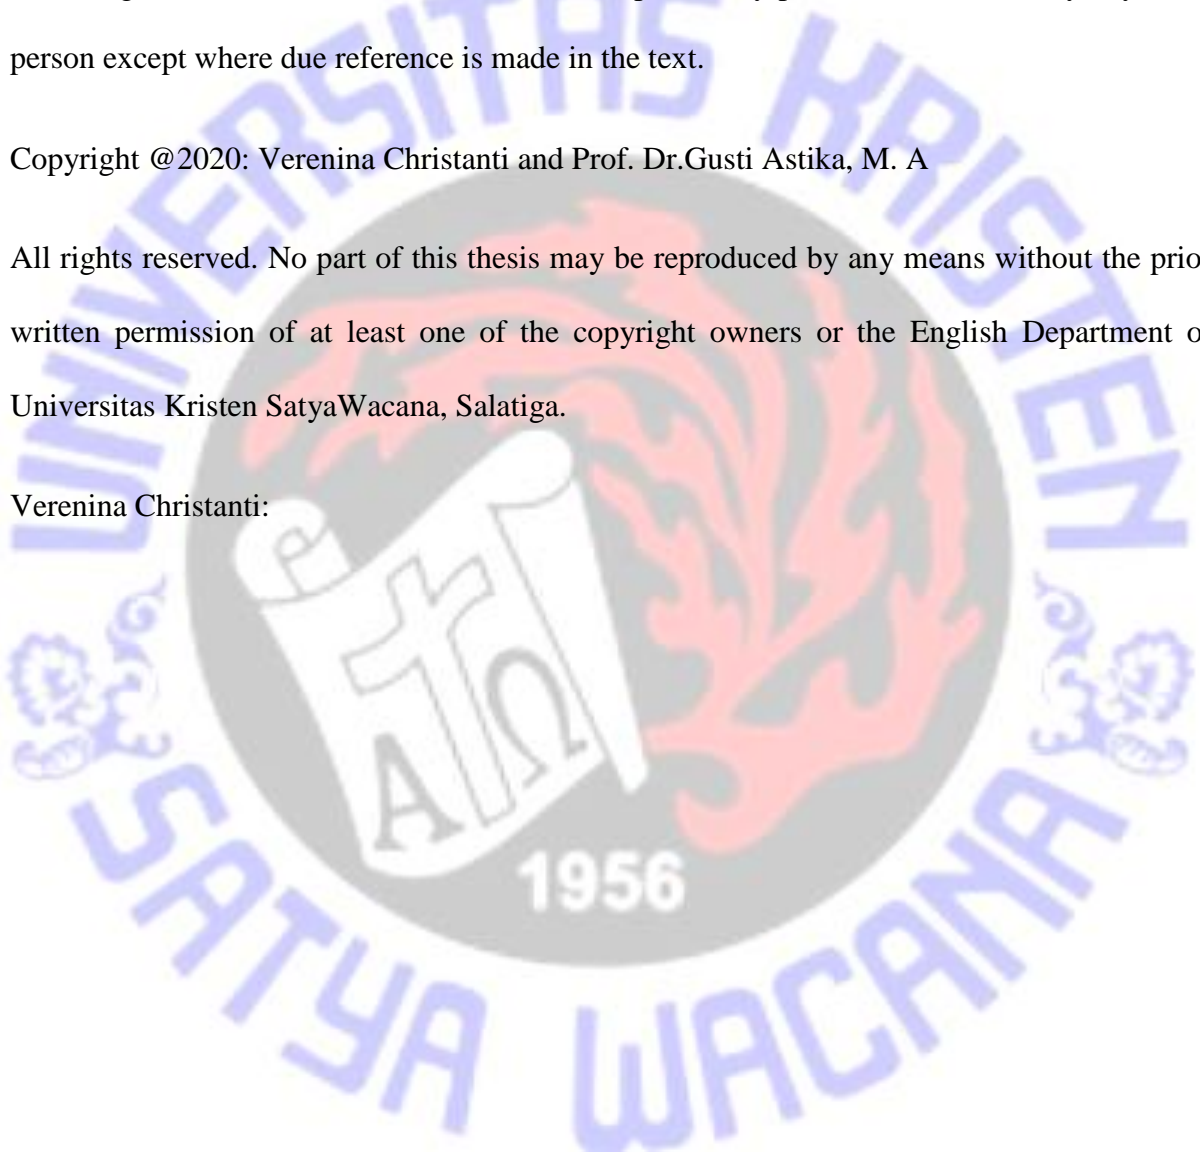 person except where due reference is made in the text.
Copyright @2020: Verenina Christanti and Prof. Dr.Gusti Astika, M. A
All rights reserved. No part of this thesis may be reproduced by any means without the prio
written permission of at least one of the copyright owners or the English Department o
Universitas Kristen SatyaWacana, Salatiga.
Verenina Christanti:
UNIVERSITAS KRISTEN
SATYA WACANA
Α Ω
1956